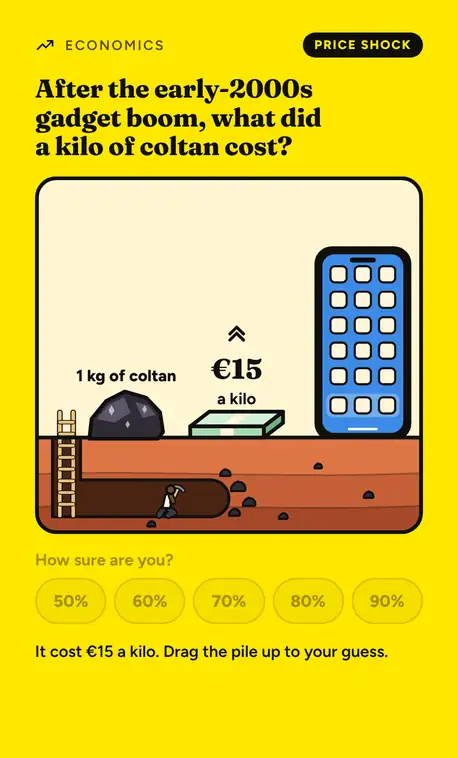 ECONOMICS
PRICE SHOCK
After the early-2000s
gadget boom, what did
a kilo of coltan cost?
1 kg of coltan
€15
a kilo
How sure are you?
50%
60%
70%
80%
90%
It cost €15 a kilo. Drag the pile up to your guess.